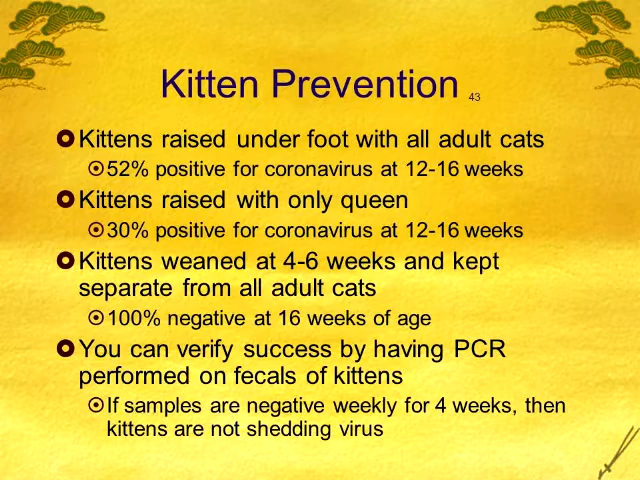 Kitten Prevention 43
Kittens raised under foot with all adult cats
52% positive for coronavirus at 12-16 weeks
Kittens raised with only queen
30% positive for coronavirus at 12-16 weeks
Kittens weaned at 4-6 weeks and kept
separate from all adult cats
100% negative at 16 weeks of age
You can verify success by having PCR
performed on fecals of kittens
If samples are negative weekly for 4 weeks, then
kittens are not shedding virus